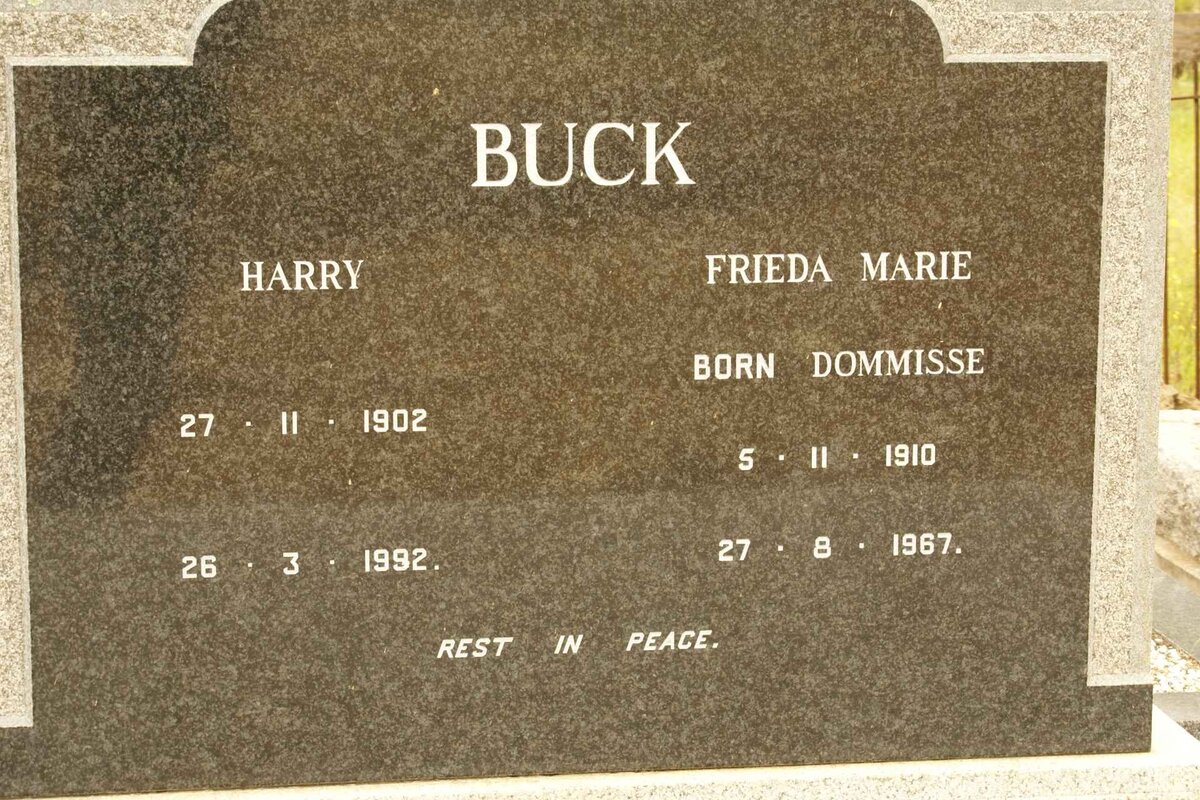 BUCK
HARRY
27 · 11 · 1902
26 · 3 · 1992.
FRIEDA MARIE
BORN DOMMISSE
5 · 11 · 1910
27 · 8 · 1967.
REST IN PEACE.